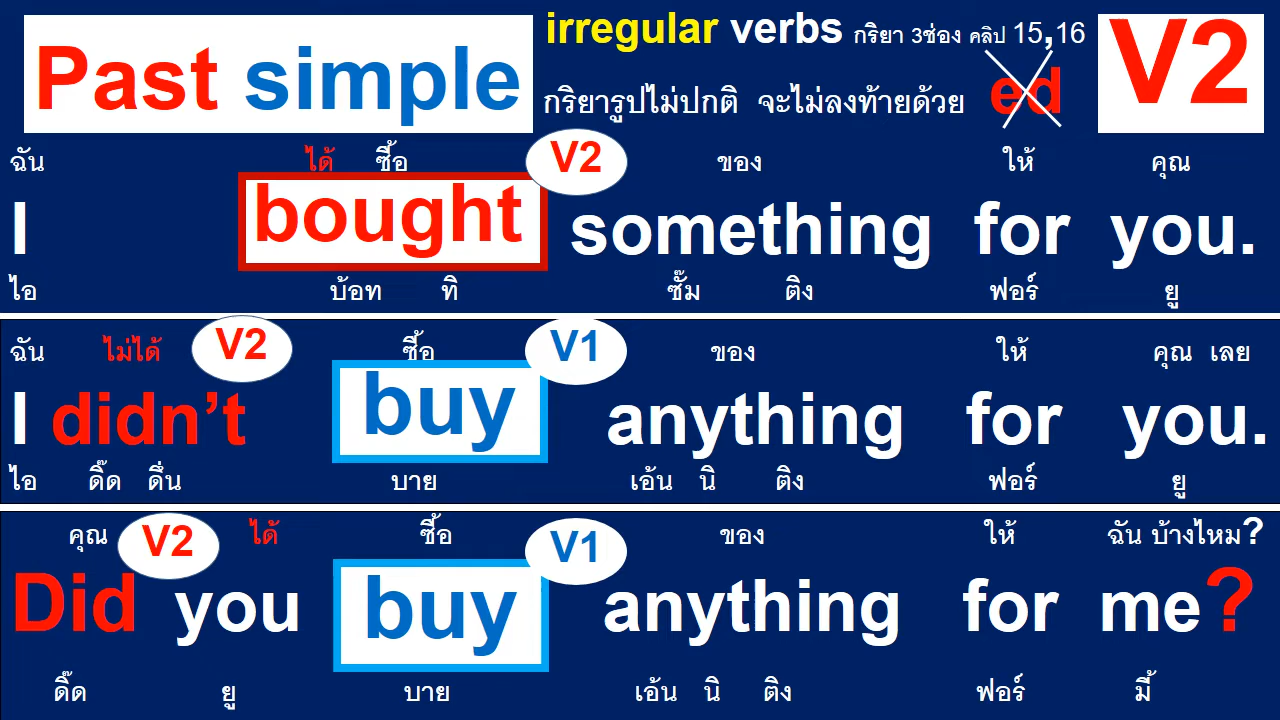 Past simple
irregular verbs กริยา 3ช่อง คลิป 15,16
กริยารูปไม่ปกติ จะไม่ลงท้ายด้วย ed
V2
ฉัน ได้ ซื้อ V2 ของ ให้ คุณ
I bought something for you.
ไอ บ้อท ทิ ซั๊ม ติง ฟอร์ ยู
ฉัน ไม่ได้ V2 ซื้อ V1 ของ ให้ คุณ เลย
I didn’t buy anything for you.
ไอ ดิ๊ด ดึ่น บาย เอ้น นิ ติง ฟอร์ ยู
คุณ V2 ได้ ซื้อ V1 ของ ให้ ฉัน บ้างไหม?
Did you buy anything for me?
ดิ๊ด ยู บาย เอ้น นิ ติง ฟอร์ มี้